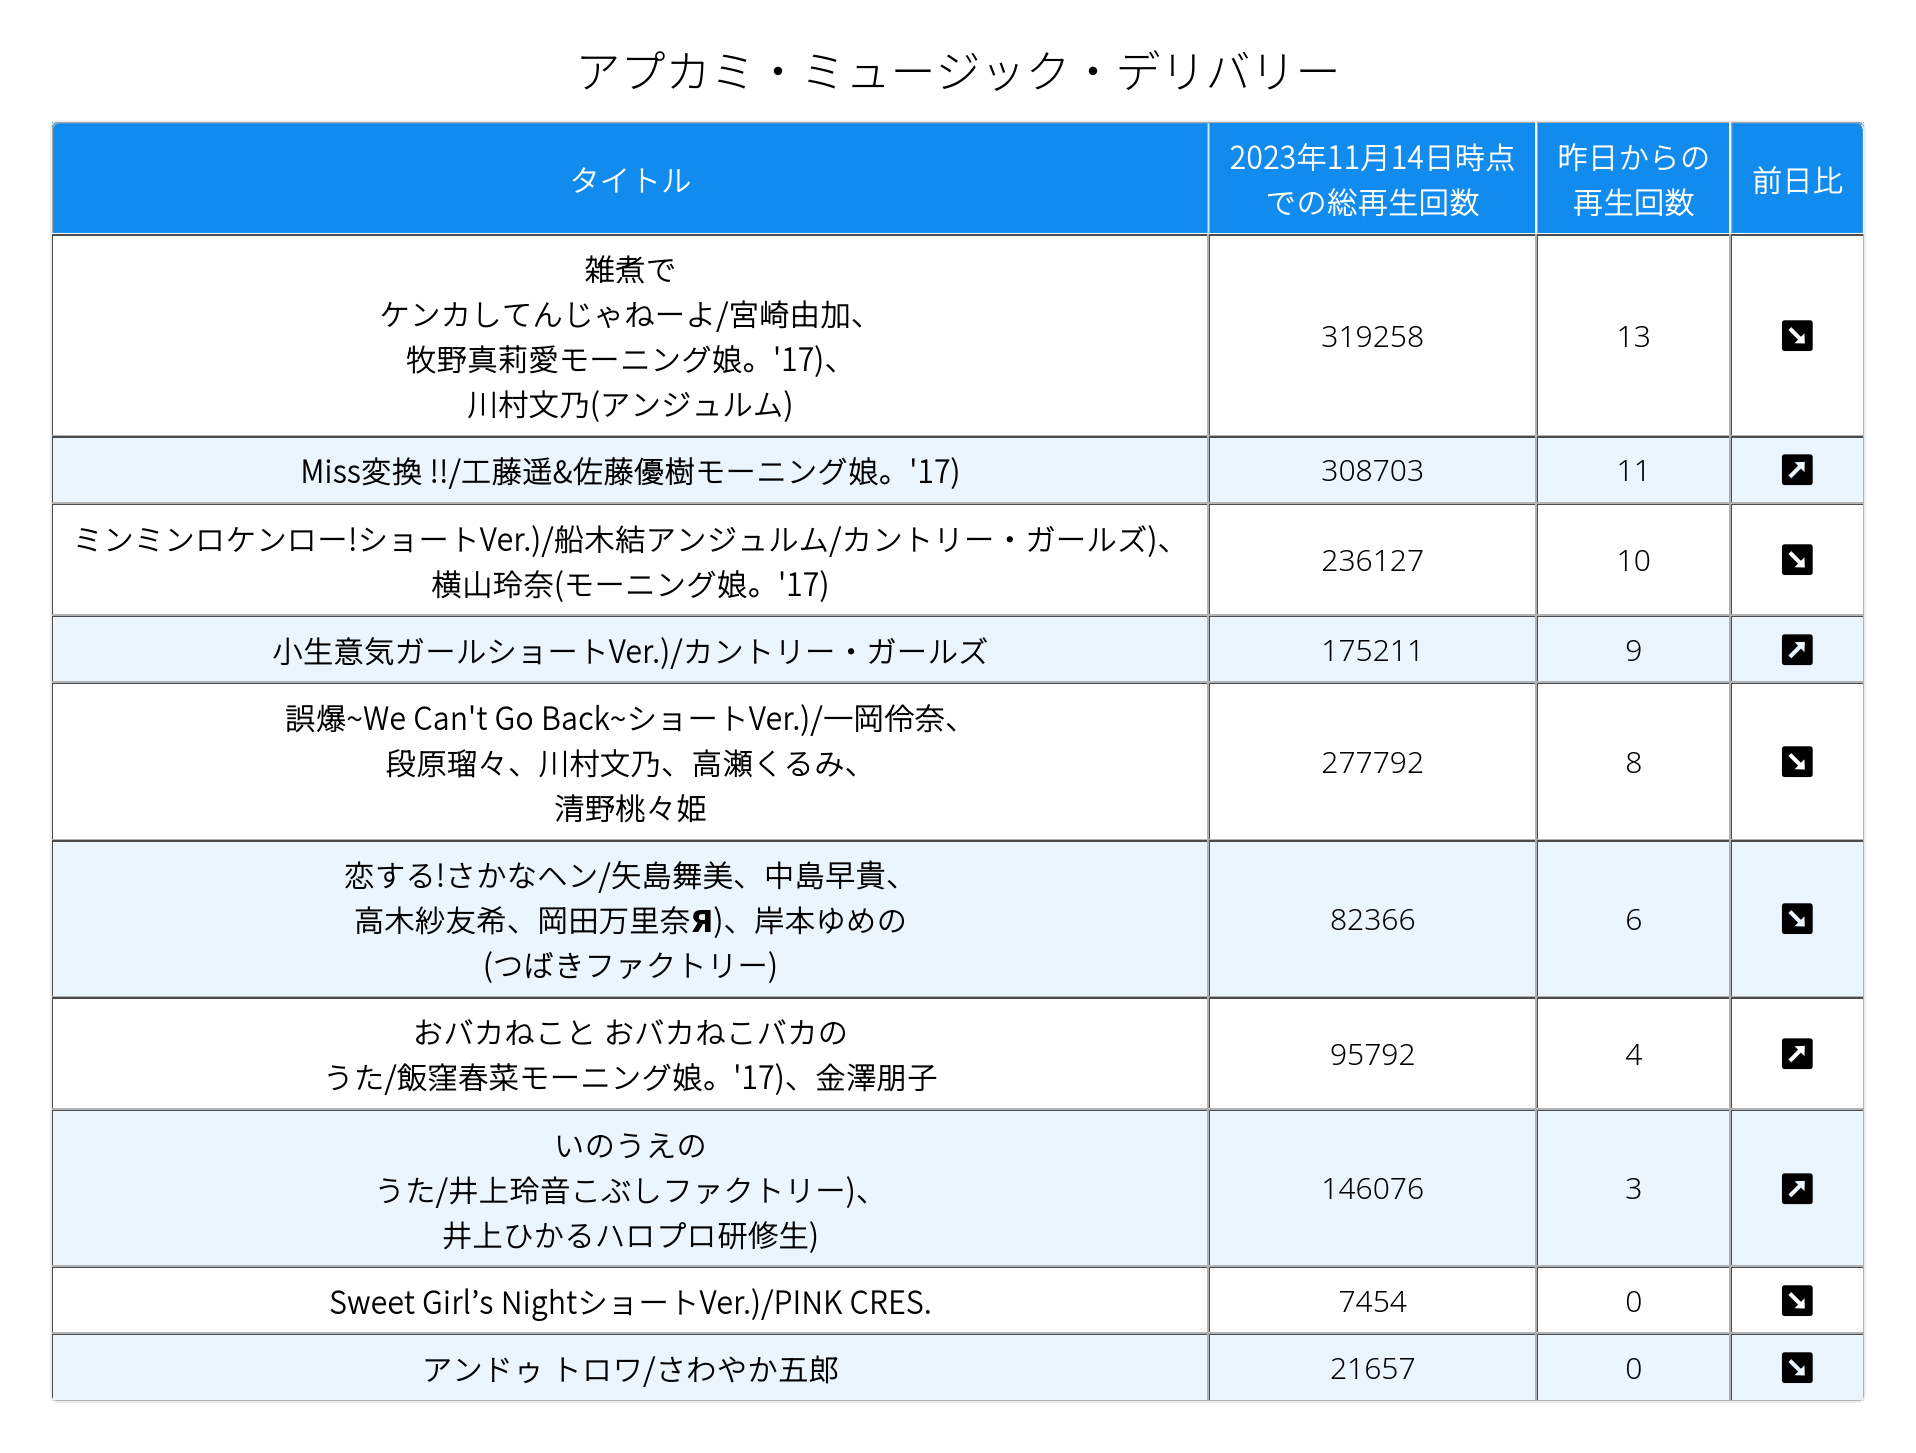 アプカミ・ミュージック・デリバリー
タイトル
2023年11月14日時点
での総再生回数
昨日からの
再生回数
前日比
雑煮で
ケンカしてんじゃねーよ/宮崎由加、
牧野真莉愛モーニング娘。'17)、
川村文乃(アンジュルム)
319258
13
↘
Miss変換 !!/工藤遥&佐藤優樹モーニング娘。'17)
308703
11
↗
ミンミンロケンロー!ショートVer.)/船木結アンジュルム/カントリー・ガールズ)、
横山玲奈(モーニング娘。'17)
236127
10
↘
小生意気ガールショートVer.)/カントリー・ガールズ
175211
9
↗
誤爆~We Can't Go Back~ショートVer.)/一岡伶奈、
段原瑠々、川村文乃、高瀬くるみ、
清野桃々姫
277792
8
↘
恋する!さかなヘン/矢島舞美、中島早貴、
高木紗友希、岡田万里奈Я)、岸本ゆめの
(つばきファクトリー)
82366
6
↘
おバカねこと おバカねこバカの
うた/飯窪春菜モーニング娘。'17)、金澤朋子
95792
4
↗
いのうえの
うた/井上玲音こぶしファクトリー)、
井上ひかるハロプロ研修生)
146076
3
↗
Sweet Girl’s NightショートVer.)/PINK CRES.
7454
0
↘
アンドゥ トロワ/さわやか五郎
21657
0
↘